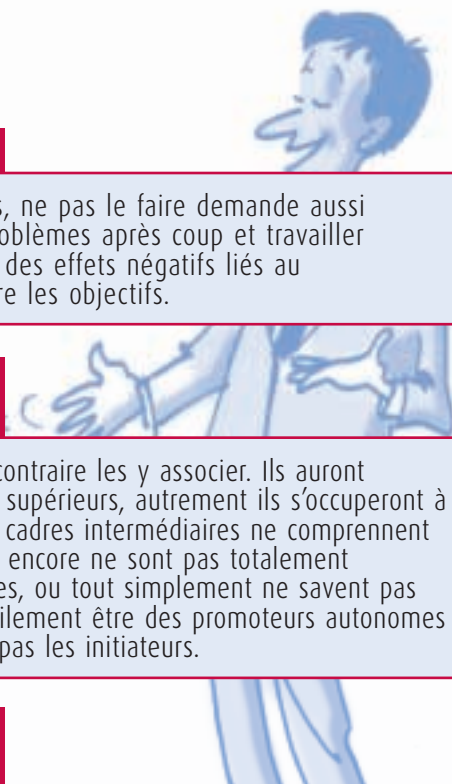 s, ne pas le faire demande aussi
oblèmes après coup et travailler
des effets négatifs liés au
re les objectifs.
contraire les y associer. Ils auront
supérieurs, autrement ils s'occuperont à
cadres intermédiaires ne comprennent
encore ne sont pas totalement
es, ou tout simplement ne savent pas
cilement être des promoteurs autonomes
pas les initiateurs.